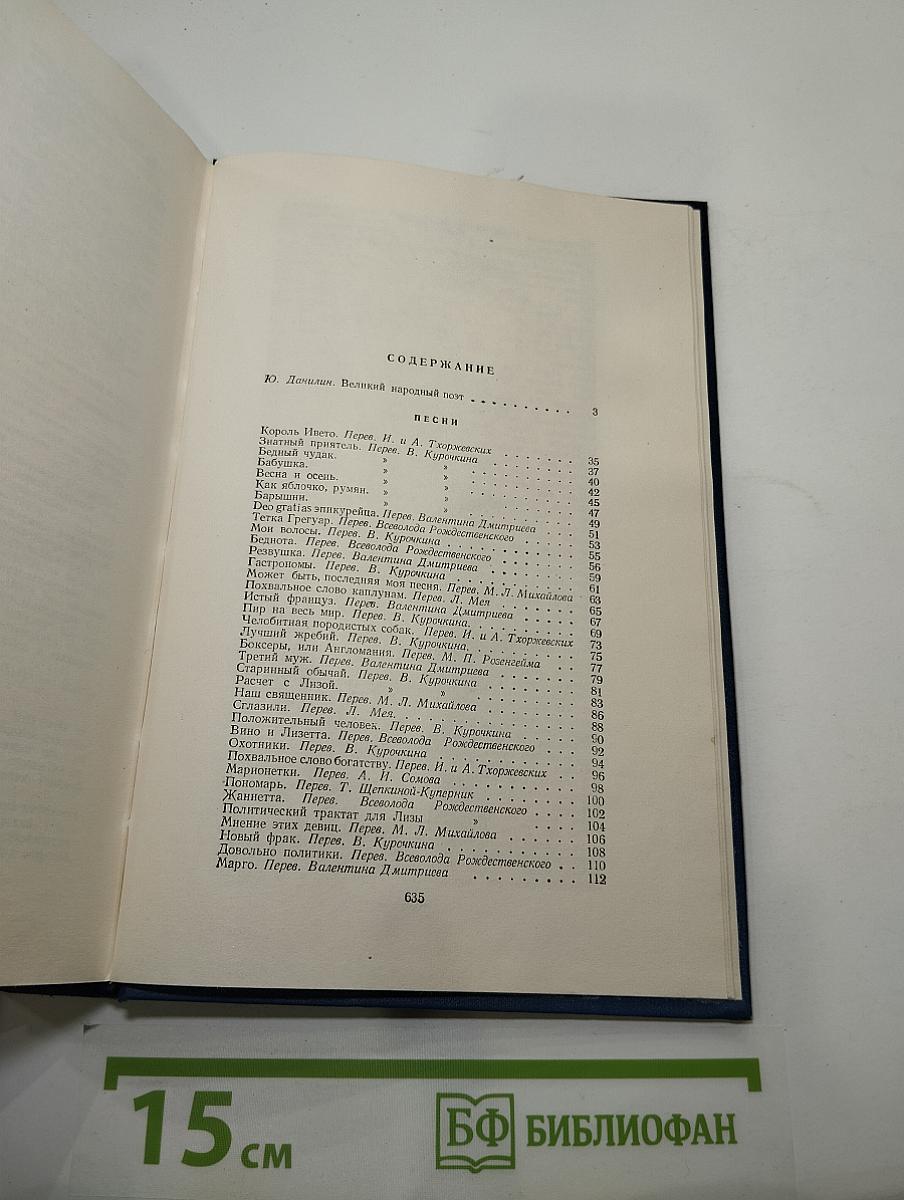 СОДЕРЖАНИЕ
Ю. Данилин. Великий народный поэт . . . . . . . . . . 3
ПЕСНИ
Король Ивето. Перев. И. и А. Тхоржевских . . . . . . . 35
Знатный приятель. Перев. В. Курочкина . . . . . . . . 37
Бедный чудак. » » . . . . . . . . 40
Бабушка. » » . . . . . . . . 42
Весна и осень. » » . . . . . . . . 45
Как яблочко, румян. » » . . . . . . . . 47
Барышни. » » . . . . . . . . 49
Deo gratias эпикурейца. Перев. Валентина Дмитриева . . . . 51
Тетка Грегуар. Перев. Всеволода Рождественского . . . . . 53
Мои волосы. Перев. В. Курочкина . . . . . . . . . . 55
Беднота. Перев. Всеволода Рождественского . . . . . . . 56
Резвушка. Перев. Валентина Дмитриева . . . . . . . . 59
Гастрономы. Перев. В. Курочкина . . . . . . . . . . 61
Может быть, последняя моя песня. Перев. М. Л. Михайлова 63
Похвальное слово каплунам. Перев. Л. Мея . . . . . . . 65
Истый француз. Перев. Валентина Дмитриева . . . . . . 67
Пир на весь мир. Перев. В. Курочкина. . . . . . . . . 69
Челобитная породистых собак. Перев. И. и А. Тхоржевских 73
Лучший жребий. Перев. В. Курочкина. . . . . . . . . 75
Боксеры, или Англомания. Перев. М. П. Розенгейма . . . 77
Третий муж. Перев. Валентина Дмитриева . . . . . . . 79
Старинный обычай. Перев. В. Курочкина . . . . . . . . 81
Расчет с Лизой. » » . . . . . . . . 83
Наш священник. Перев. М. Л. Михайлова . . . . . . . . 86
Сглазили. Перев. Л. Мея. . . . . . . . . . . . . . 88
Положительный человек. Перев. В. Курочкина . . . . . . 90
Вино и Лизетта. Перев. Всеволода Рождественского . . . . 92
Охотники. Перев. В. Курочкина . . . . . . . . . . . 94
Похвальное слово богатству. Перев. И. и А. Тхоржевских . . 96
Марионетки. Перев. А. И. Сомова . . . . . . . . . . 98
Пономарь. Перев. Т. Щепкиной-Куперник . . . . . . . . 100
Жаннетта. Перев. Всеволода Рождественского . . . . . . 102
Политический трактат для Лизы » . . . . . . 104
Мнение этих девиц. Перев. М. Л. Михайлова . . . . . . 106
Новый фрак. Перев. В. Курочкина . . . . . . . . . . 108
Довольно политики. Перев. Всеволода Рождественского . . 110
Марго. Перев. Валентина Дмитриева . . . . . . . . 112
635
15 см
БФ БИБЛИОФАН